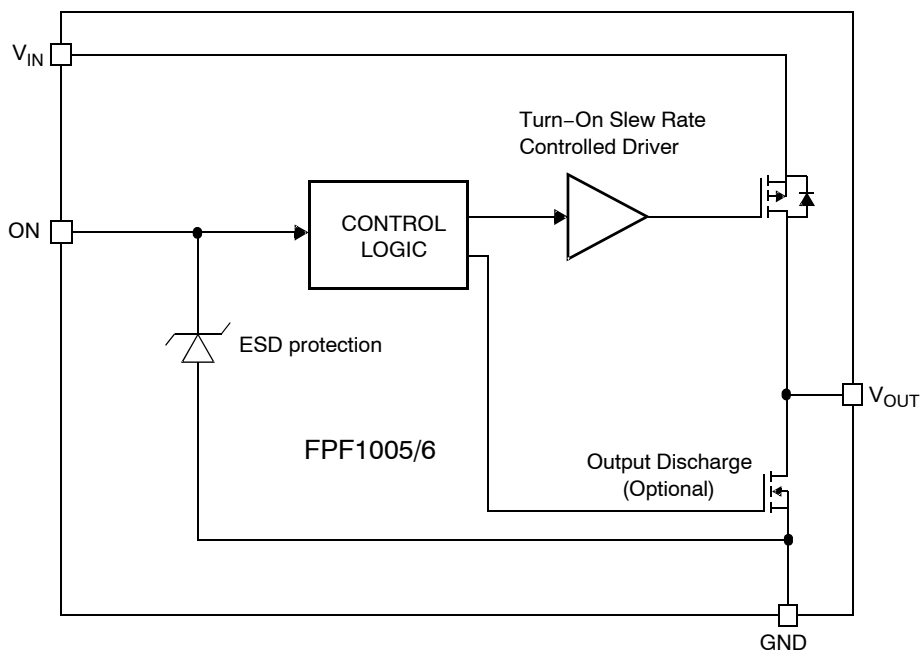 V_IN
Turn−On Slew Rate
Controlled Driver
ON
CONTROL
LOGIC
ESD protection
V_OUT
FPF1005/6
Output Discharge
(Optional)
GND